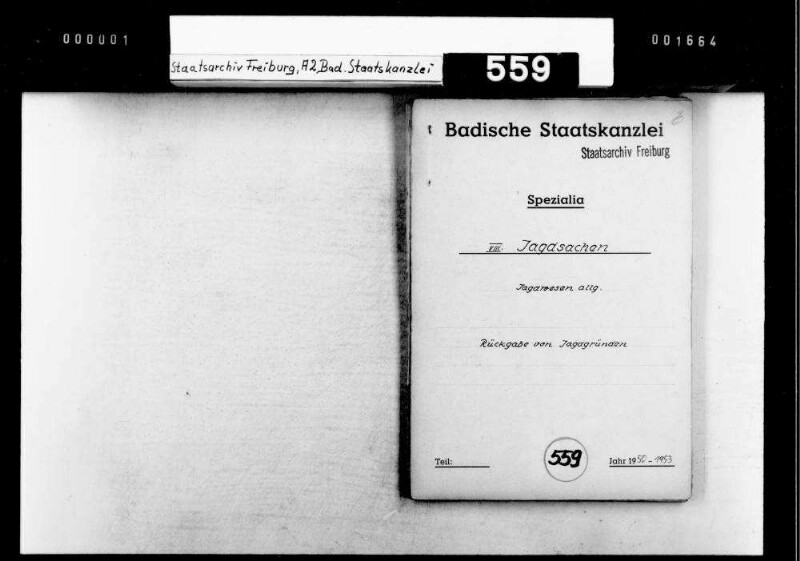 000001
001664
Staatsarchiv Freiburg, A2, Bad. Staatskanzlei
559
Badische Staatskanzlei
Staatsarchiv Freiburg
Spezialia
VIII. Jagdsachen
Jagdwesen allg.
Rückgabe von Jagdgründen
559
Teil:
Jahr 1950-1953